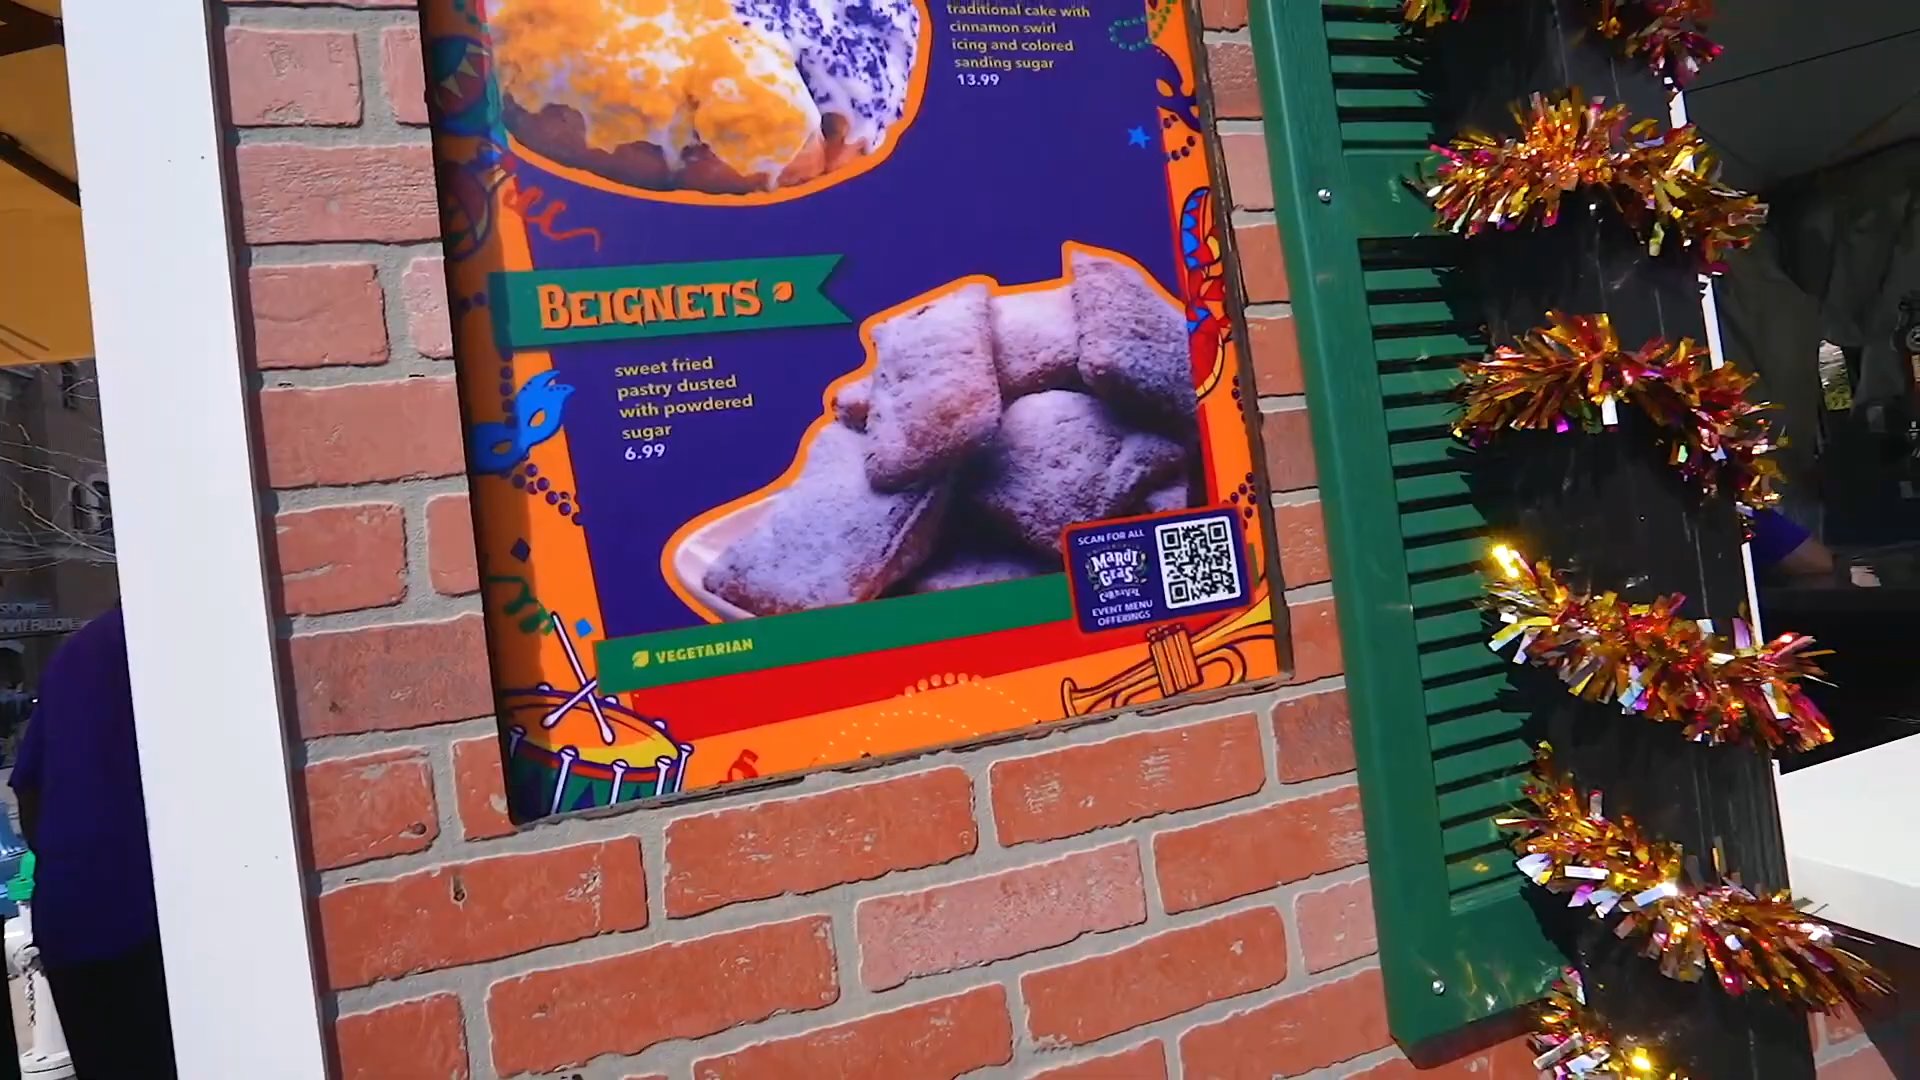 traditional cake with
cinnamon swirl
icing and colored
sanding sugar
13.99
BEIGNETS
sweet fried
pastry dusted
with powdered
sugar
6.99
SCAN FOR ALL
Mardi
Gras
EVENT MENU
OFFERINGS
VEGETARIAN